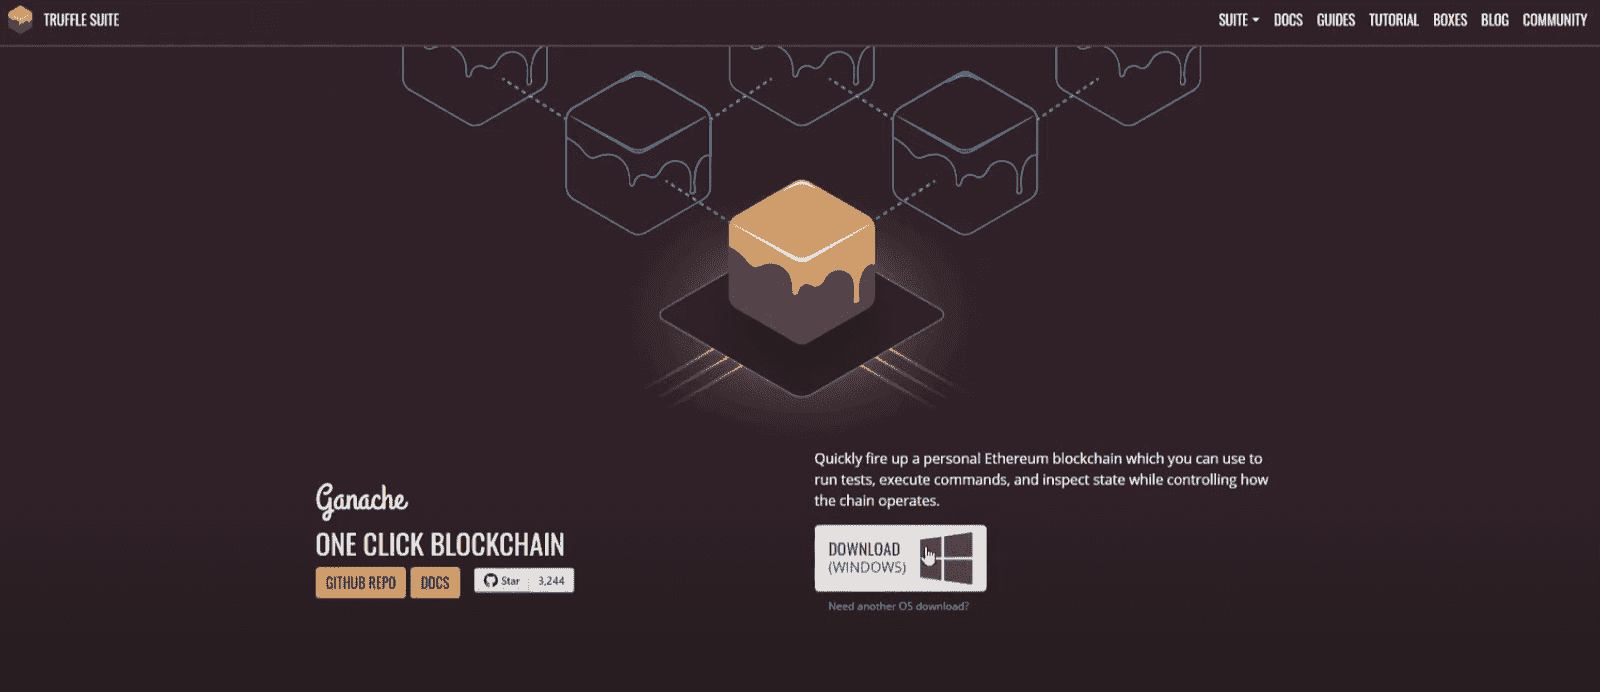 TRUFFLE SUITE
SUITE DOCS GUIDES TUTORIAL BOXES BLOG COMMUNITY
Ganache
ONE CLICK BLOCKCHAIN
GITHUB REPO DOCS Star 3,244
Quickly fire up a personal Ethereum blockchain which you can use to
run tests, execute commands, and inspect state while controlling how
the chain operates.
DOWNLOAD
(WINDOWS)
Need another OS download?